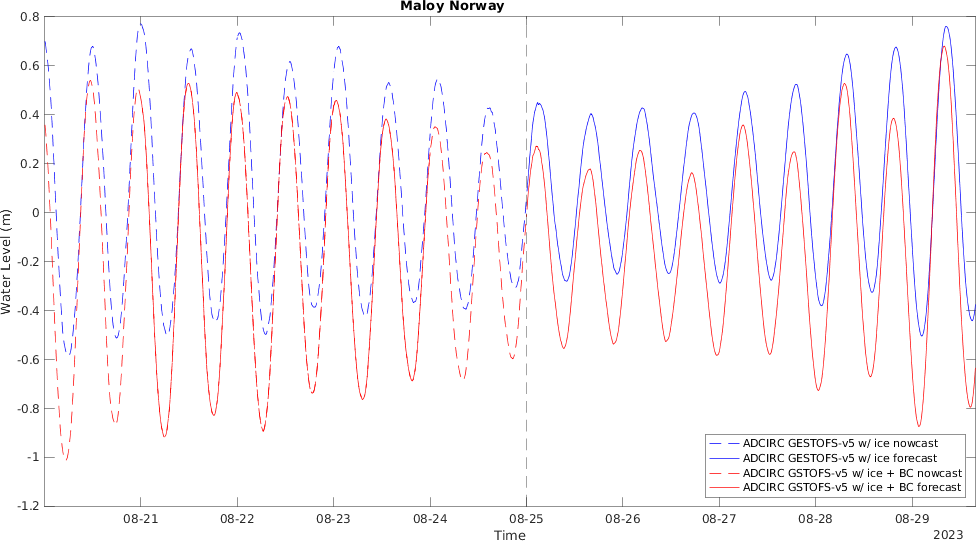 Maloy Norway
0.8
0.6
0.4
0.2
0
-0.2
-0.4
-0.6
-0.8
-1
-1.2
Water Level (m)
08-21 08-22 08-23 08-24 08-25 08-26 08-27 08-28 08-29
Time
2023
ADCIRC GESTOFS-v5 w/ ice nowcast
ADCIRC GESTOFS-v5 w/ ice forecast
ADCIRC GSTOFS-v5 w/ ice + BC nowcast
ADCIRC GSTOFS-v5 w/ ice + BC forecast